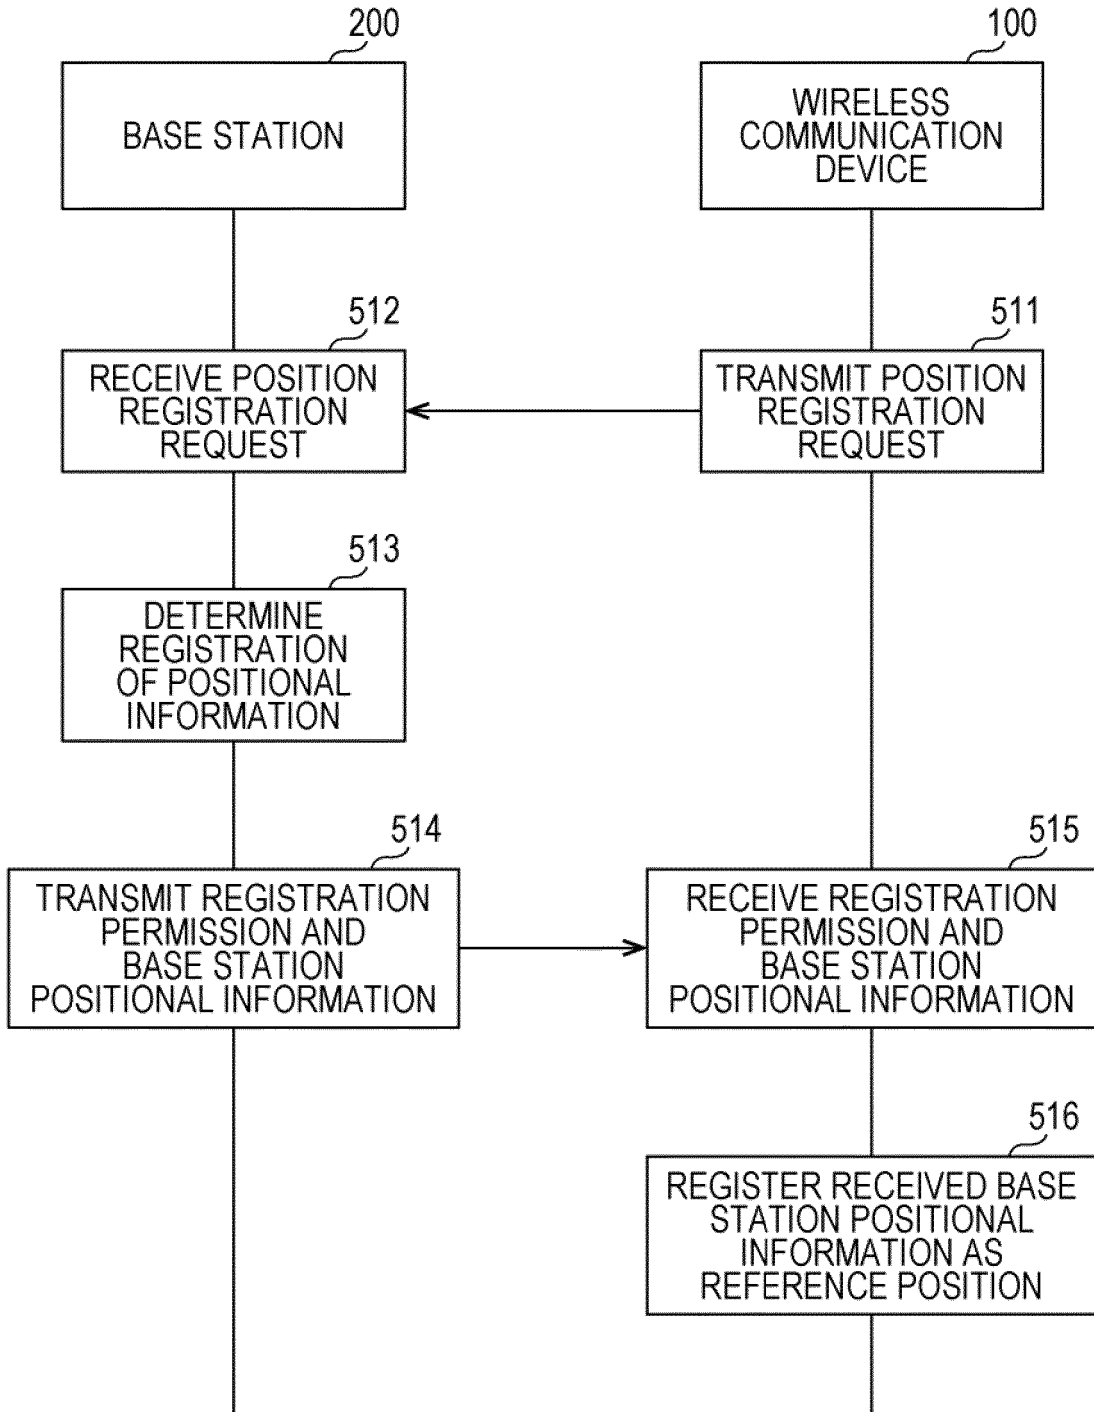 200
BASE STATION
100
WIRELESS
COMMUNICATION
DEVICE
512
RECEIVE POSITION
REGISTRATION
REQUEST
511
TRANSMIT POSITION
REGISTRATION
REQUEST
513
DETERMINE
REGISTRATION
OF POSITIONAL
INFORMATION
514
TRANSMIT REGISTRATION
PERMISSION AND
BASE STATION
POSITIONAL INFORMATION
515
RECEIVE REGISTRATION
PERMISSION AND
BASE STATION
POSITIONAL INFORMATION
516
REGISTER RECEIVED BASE
STATION POSITIONAL
INFORMATION AS
REFERENCE POSITION